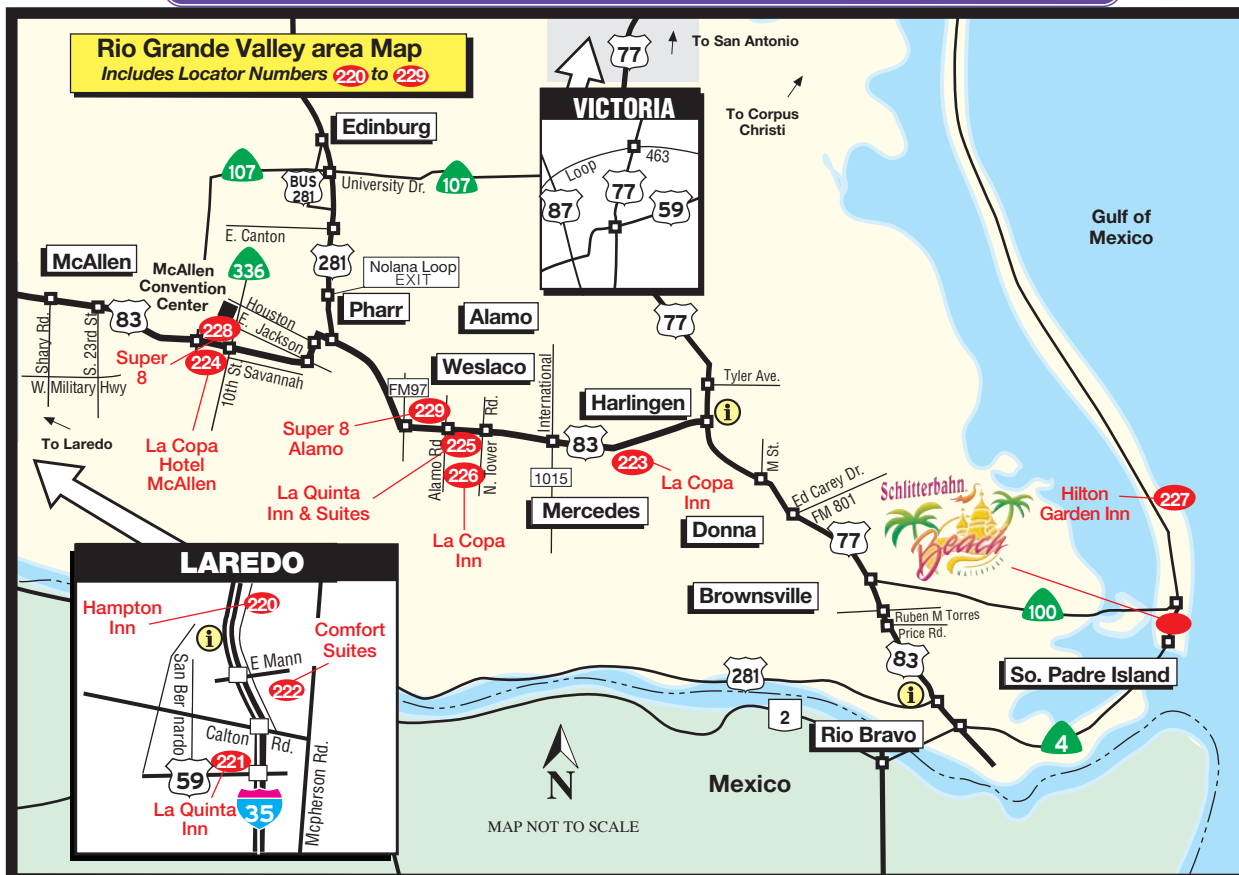 Rio Grande Valley area Map
Includes Locator Numbers 220 to 229
77
To San Antonio
To Corpus
Christi
VICTORIA
Loop
463
77
87
59
Edinburg
107
BUS
281
University Dr.
107
E. Canton
281
336
Nolana Loop
EXIT
McAllen
McAllen
Convention
Center
Pharr
Alamo
Gulf of
Mexico
83
Shary Rd.
S. 23rd St.
W. Military Hwy
Houston
E. Jackson
Savannah
10th St.
228
Super
8
224
La Copa
Hotel
McAllen
To Laredo
77
Tyler Ave.
Weslaco
FM97
229
Super 8
Alamo
225
La Quinta
Inn & Suites
226
La Copa
Inn
Alamo Rd
N. Tower Rd.
International
83
1015
Mercedes
Harlingen
i
223
La Copa
Inn
M St.
Ed Carey Dr.
FM 801
Donna
77
Schlitterbahn
Beach
WATERPARK
Hilton
Garden Inn
227
Brownsville
100
Ruben M Torres
Price Rd.
83
i
So. Padre Island
281
2
Rio Bravo
4
Mexico
N
MAP NOT TO SCALE
LAREDO
Hampton
Inn
220
i
Comfort
Suites
222
E Mann
San Bernardo
Calton Rd.
59
221
La Quinta
Inn
35
Mcpherson Rd.